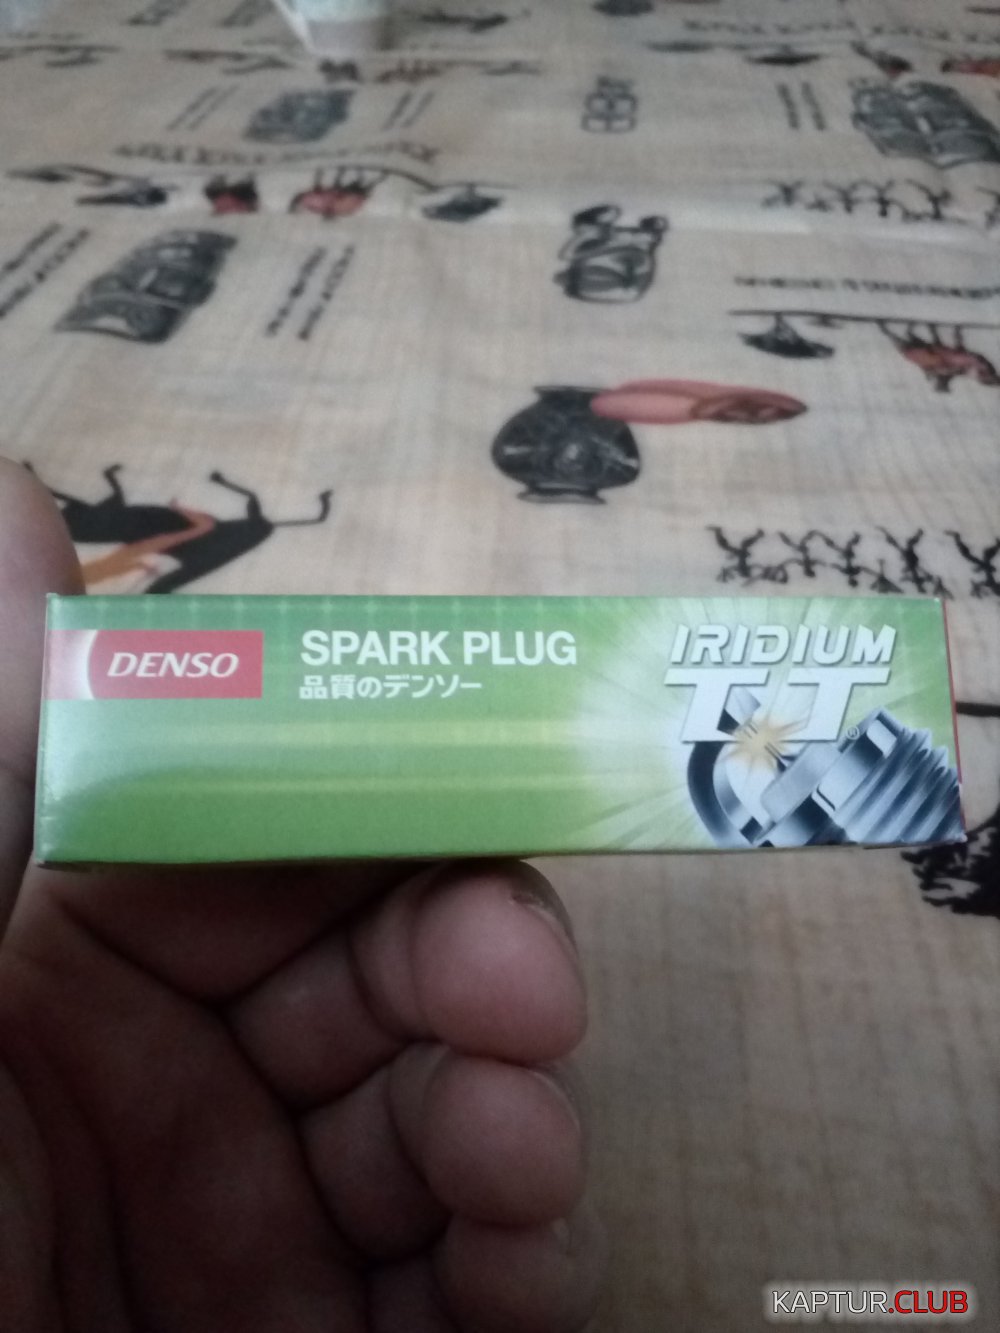 DENSO
SPARK PLUG
品質のデンソー
IRIDIUM
TT®
KAPTUR.CLUB